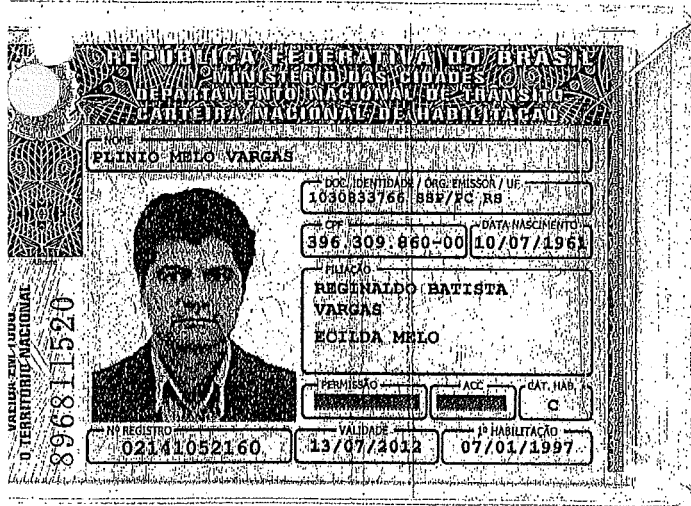 REPÚBLICA FEDERATIVA DO BRASIL
MINISTÉRIO DAS CIDADES
DEPARTAMENTO NACIONAL DE TRÂNSITO
CARTEIRA NACIONAL DE HABILITAÇÃO
PLINIO MELO VARGAS
DOC. IDENTIDADE / ÓRG. EMISSOR / UF
1030833766 SSP/PC RS
CPF
396.309.860-00
DATA NASCIMENTO
10/07/1961
FILIAÇÃO
REGINALDO BATISTA
VARGAS
ECILDA MELO
PERMISSÃO
ACC
CAT. HAB.
C
Nº REGISTRO
02141052160
VALIDADE
13/07/2012
1ª HABILITAÇÃO
07/01/1997
O TERRITÓRIO NACIONAL
896811520